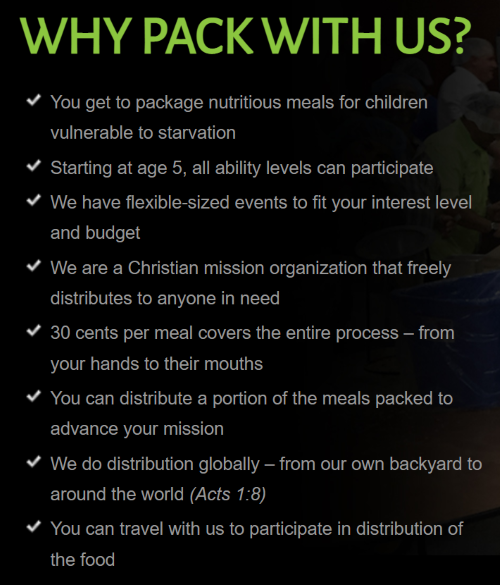 WHY PACK WITH US?
You get to package nutritious meals for children
vulnerable to starvation
Starting at age 5, all ability levels can participate
We have flexible-sized events to fit your interest level
and budget
We are a Christian mission organization that freely
distributes to anyone in need
30 cents per meal covers the entire process – from
your hands to their mouths
You can distribute a portion of the meals packed to
advance your mission
We do distribution globally – from our own backyard to
around the world (Acts 1:8)
You can travel with us to participate in distribution of
the food